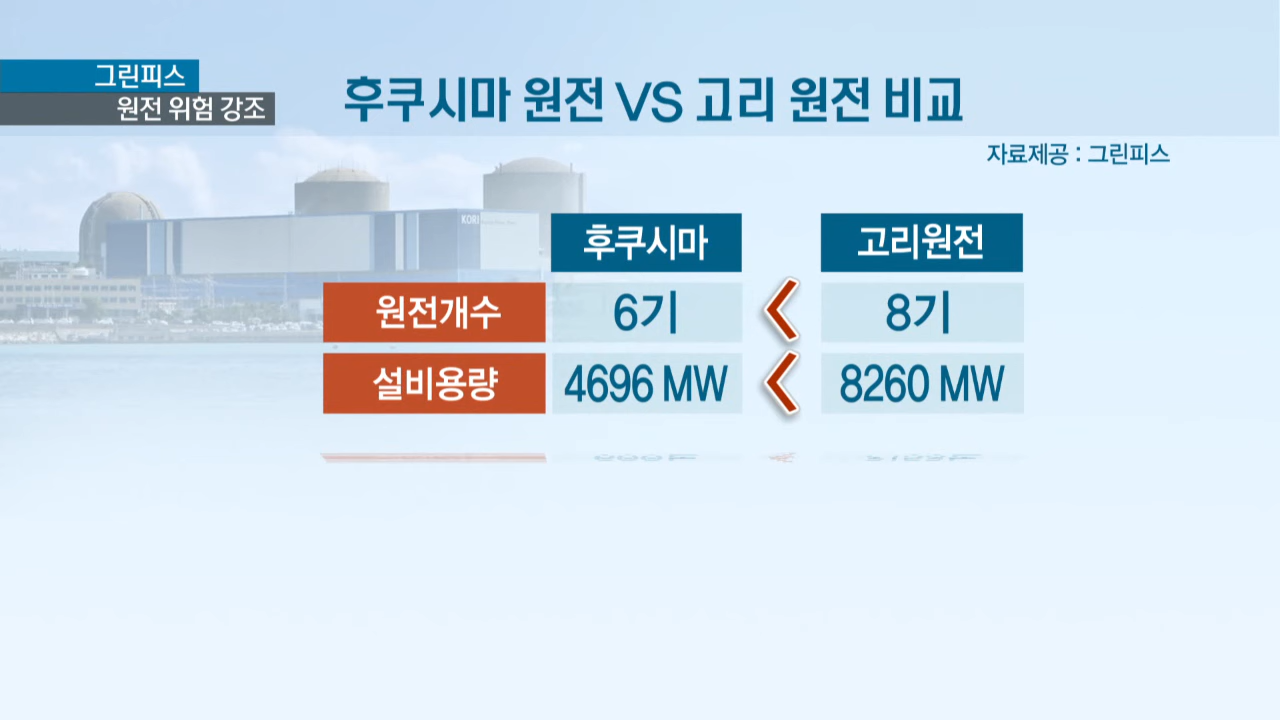 그린피스
원전 위험 강조
후쿠시마 원전 VS 고리 원전 비교
자료제공 : 그린피스
KORI
후쿠시마 고리원전
원전개수 6기 < 8기
설비용량 4696 MW < 8260 MW